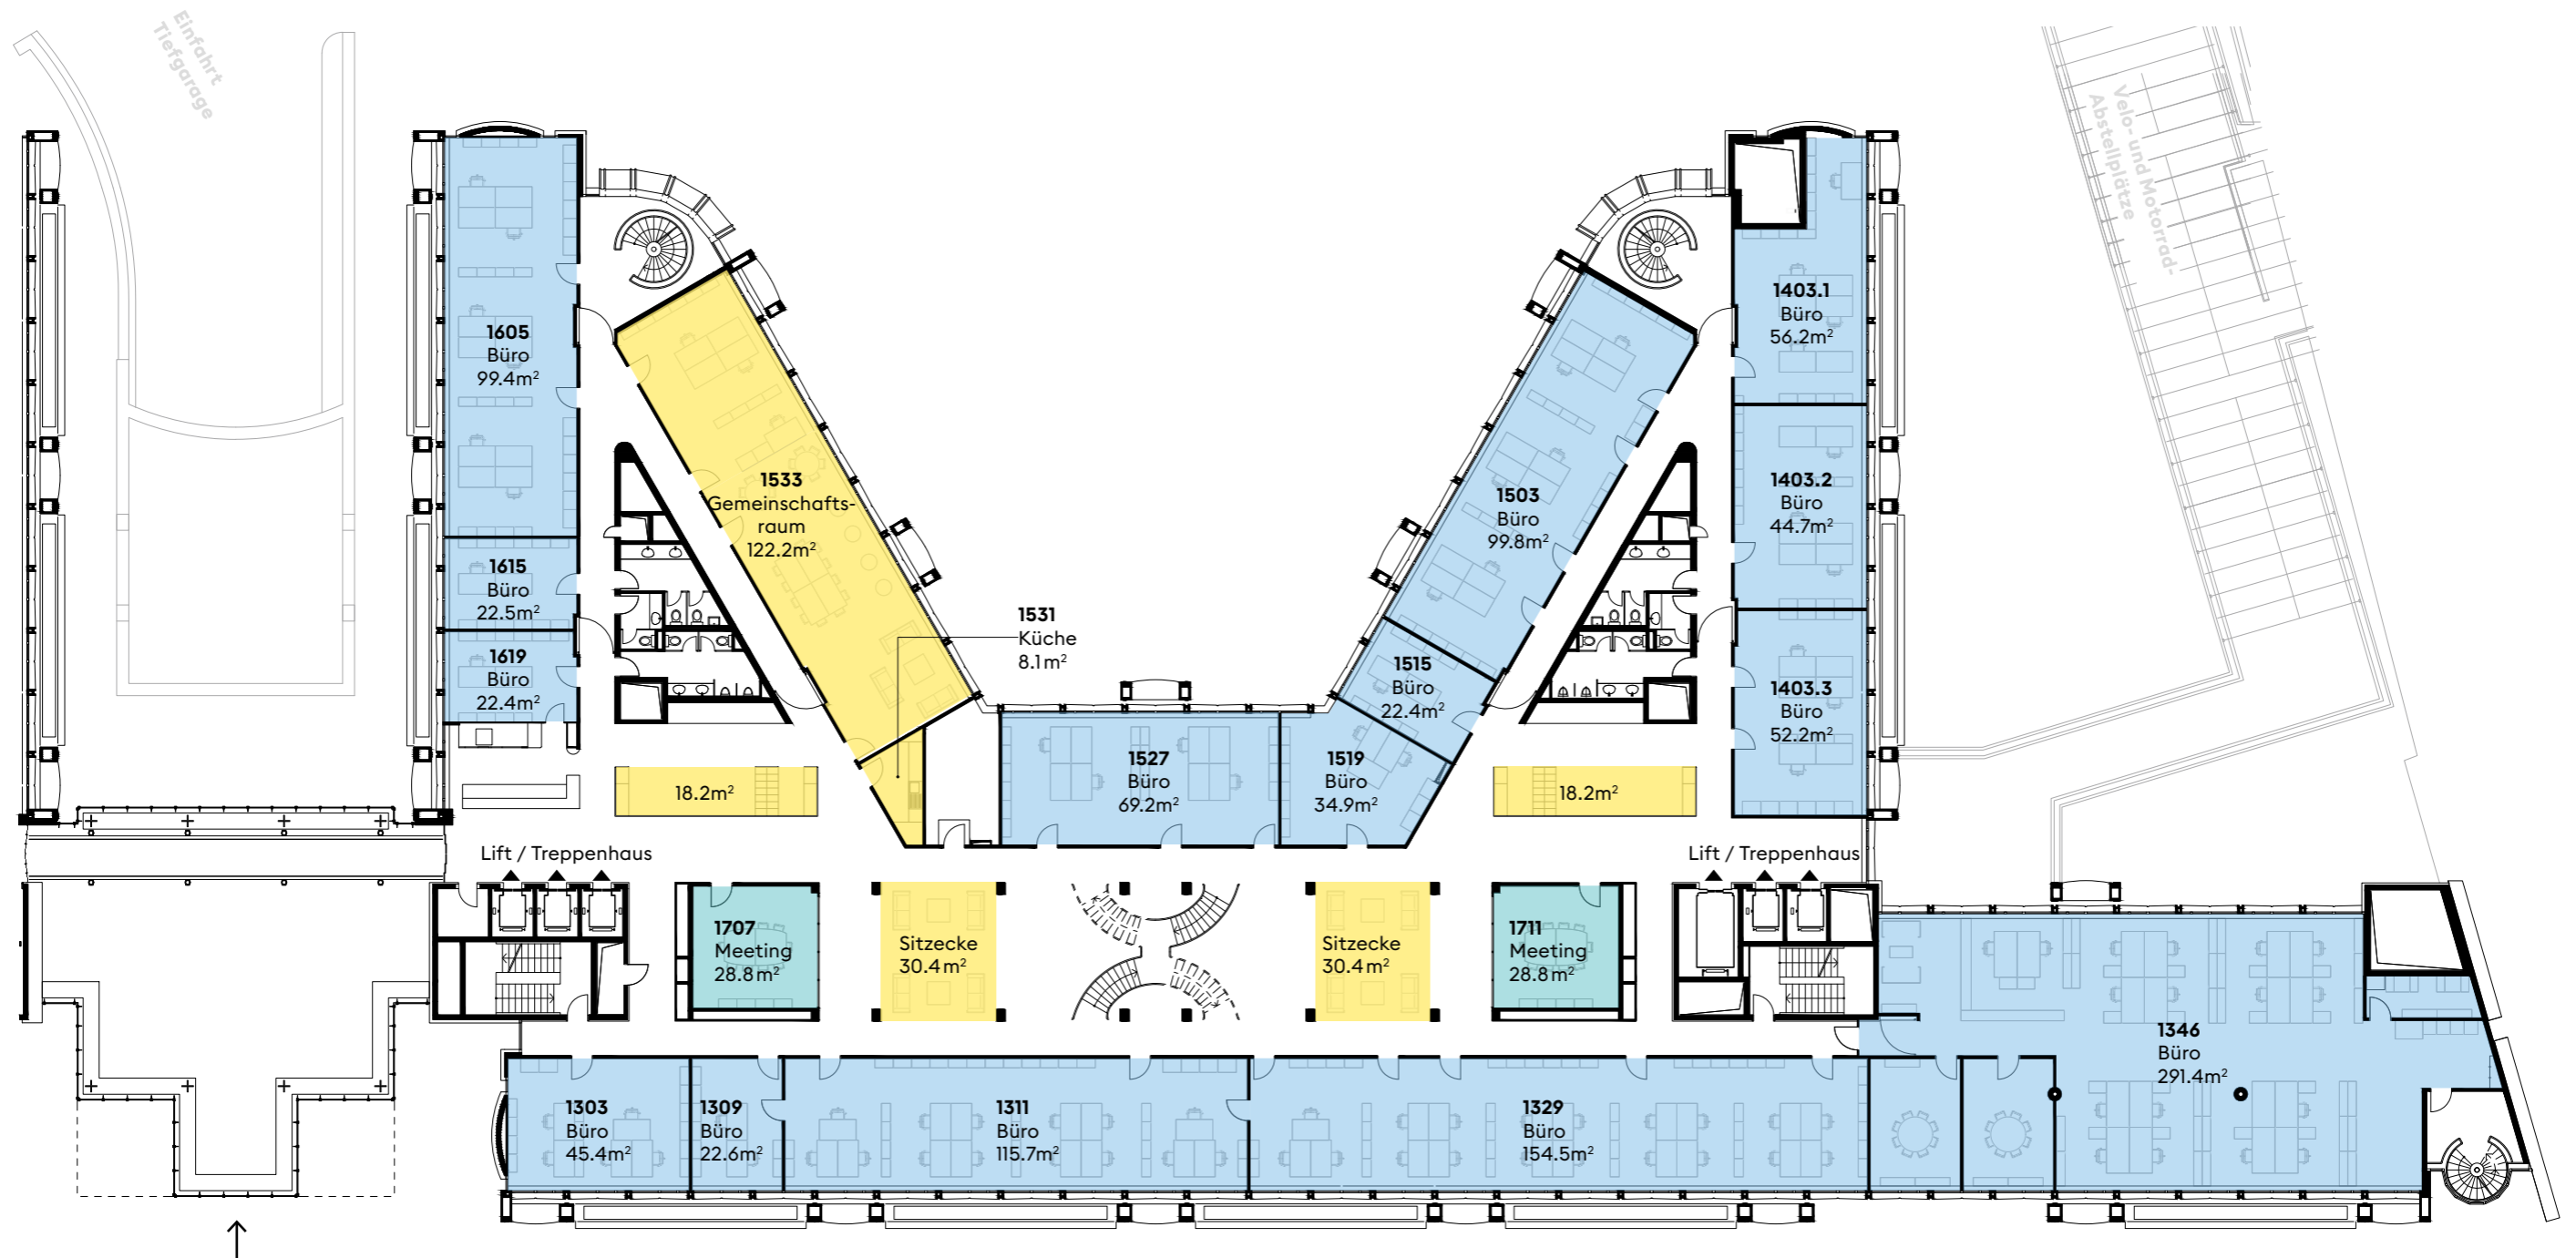 Einfahrt
Tiefgarage
Velo- und Motorrad-
Abstellplätze
1605
Büro
99.4m²
1615
Büro
22.5m²
1619
Büro
22.4m²
1533
Gemeinschafts-
raum
122.2m²
1531
Küche
8.1m²
1503
Büro
99.8m²
1515
Büro
22.4m²
1519
Büro
34.9m²
1527
Büro
69.2m²
1403.1
Büro
56.2m²
1403.2
Büro
44.7m²
1403.3
Büro
52.2m²
18.2m²
18.2m²
Lift / Treppenhaus
Lift / Treppenhaus
1707
Meeting
28.8m²
Sitzecke
30.4m²
Sitzecke
30.4m²
1711
Meeting
28.8m²
1346
Büro
291.4m²
1303
Büro
45.4m²
1309
Büro
22.6m²
1311
Büro
115.7m²
1329
Büro
154.5m²